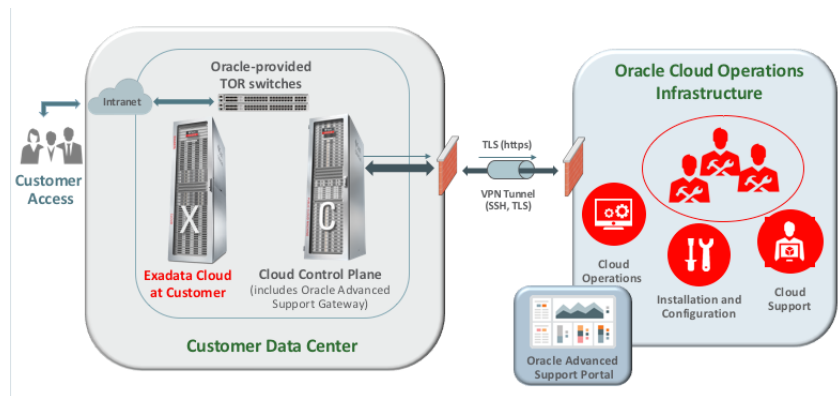 Oracle-provided
TOR switches
Intranet
Customer
Access
X
C
Exadata Cloud
at Customer
Cloud Control Plane
(includes Oracle Advanced
Support Gateway)
Customer Data Center
TLS (https)
VPN Tunnel
(SSH, TLS)
Oracle Cloud Operations
Infrastructure
Cloud
Operations
Installation and
Configuration
Cloud
Support
Oracle Advanced
Support Portal